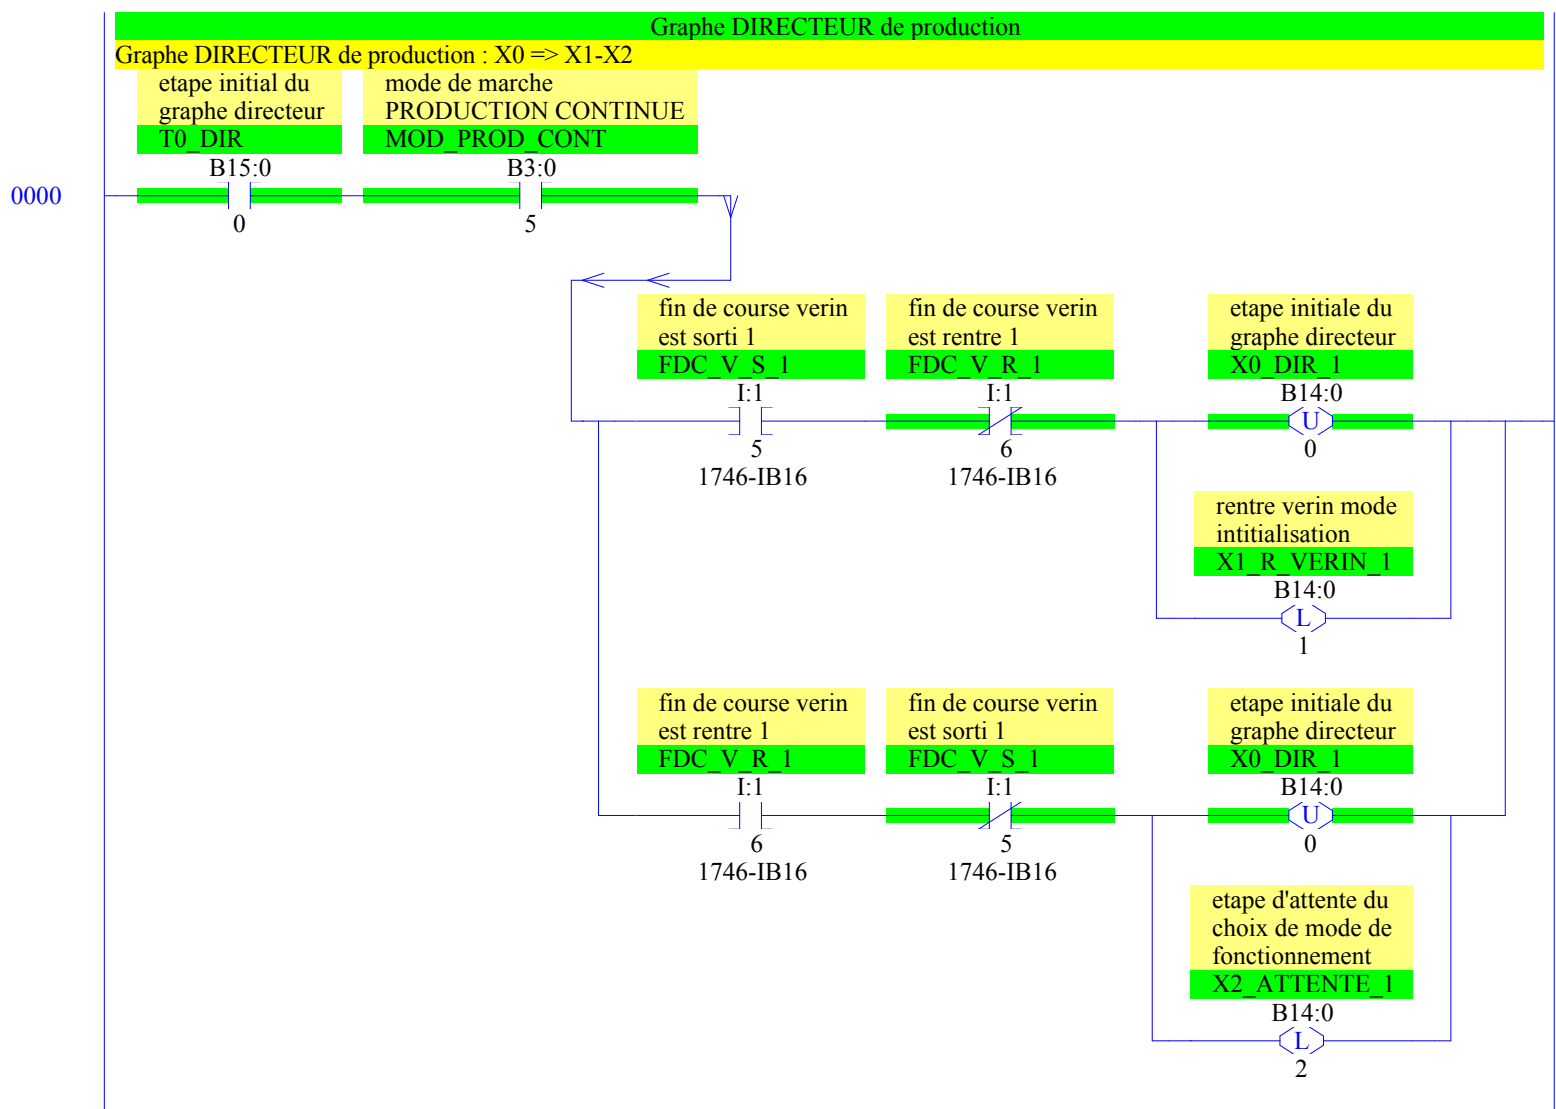 Graphe DIRECTEUR de production
Graphe DIRECTEUR de production : X0 => X1-X2
etape initial du
graphe directeur
T0_DIR
B15:0
0
mode de marche
PRODUCTION CONTINUE
MOD_PROD_CONT
B3:0
5
0000
fin de course verin
est sorti 1
FDC_V_S_1
I:1
5
1746-IB16
fin de course verin
est rentre 1
FDC_V_R_1
I:1
6
1746-IB16
etape initiale du
graphe directeur
X0_DIR_1
B14:0
U
0
rentre verin mode
intitialisation
X1_R_VERIN_1
B14:0
L
1
fin de course verin
est rentre 1
FDC_V_R_1
I:1
6
1746-IB16
fin de course verin
est sorti 1
FDC_V_S_1
I:1
5
1746-IB16
etape initiale du
graphe directeur
X0_DIR_1
B14:0
U
0
etape d'attente du
choix de mode de
fonctionnement
X2_ATTENTE_1
B14:0
L
2